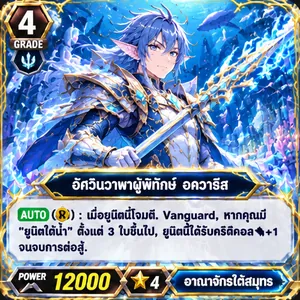 4
GRADE
อัศวินวาพาผู้พิทักษ์ อควารีส
AUTO (R) : เมื่อยูนิตนี้โจมตี. Vanguard, หากคุณมี
"ยูนิตใต้น้ำ" ตั้งแต่ 3 ใบขึ้นไป, ยูนิตนี้ได้รับคริติคอล +1
จนจบการต่อสู้.
POWER 12000 4 อาณาจักรใต้สมุทร